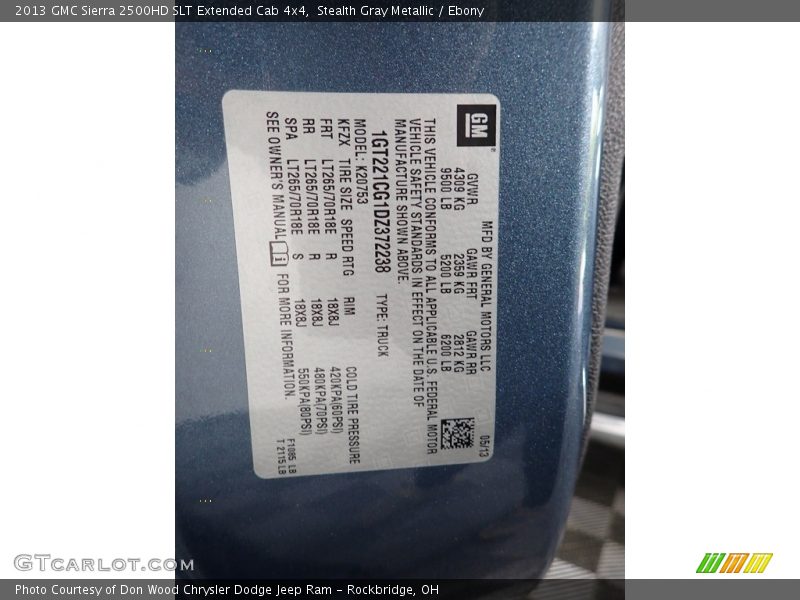 2013 GMC Sierra 2500HD SLT Extended Cab 4x4,  Stealth Gray Metallic / Ebony
GM
MFD BY GENERAL MOTORS LLC 05/13
GVWR GAWR FRT GAWR RR
4309 KG 2359 KG 2812 KG
9500 LB 5200 LB 6200 LB
THIS VEHICLE CONFORMS TO ALL APPLICABLE U.S. FEDERAL MOTOR
VEHICLE SAFETY STANDARDS IN EFFECT ON THE DATE OF
MANUFACTURE SHOWN ABOVE.
1GT221CG1DZ372238 TYPE: TRUCK
MODEL: K20753
KFZX TIRE SIZE SPEED RTG RIM COLD TIRE PRESSURE
FRT LT265/70R18E R 18X8J 420KPA(60PSI)
RR LT265/70R18E R 18X8J 480KPA(70PSI)
SPA LT265/70R18E S 18X8J 550KPA(80PSI)
SEE OWNER'S MANUAL i FOR MORE INFORMATION.
F1085 LB
T 2115 LB
GTCARLOT.COM
Photo Courtesy of Don Wood Chrysler Dodge Jeep Ram - Rockbridge, OH